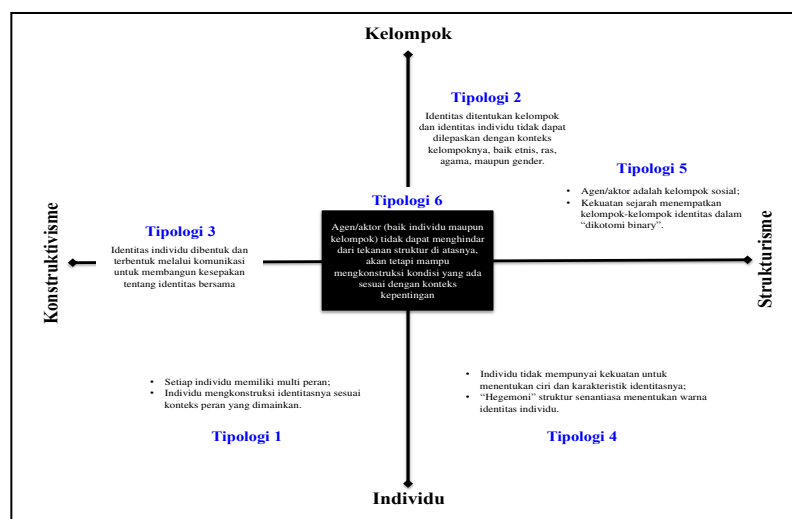 Kelompok
Tipologi 2
Identitas ditentukan kelompok
dan identitas individu tidak dapat
dilepaskan dengan konteks
kelompoknya, baik etnis, ras,
agama, maupun gender.
Tipologi 5
• Agen/aktor adalah kelompok sosial;
• Kekuatan sejarah menempatkan
kelompok-kelompok identitas dalam
“dikotomi binary”.
Tipologi 6
Agen/aktor (baik individu maupun
kelompok) tidak dapat menghindar
dari tekanan struktur di atasnya,
akan tetapi mampu
mengkonstruksi kondisi yang ada
sesuai dengan konteks
kepentingan
Tipologi 3
Identitas individu dibentuk dan
terbentuk melalui komunikasi
untuk membangun kesepakan
tentang identitas bersama
Konstruktivisme
Strukturisme
• Setiap individu memiliki multi peran;
• Individu mengkonstruksi identitasnya sesuai
konteks peran yang dimainkan.
Tipologi 1
• Individu tidak mempunyai kekuatan untuk
menentukan ciri dan karakteristik identitasnya;
• “Hegemoni” struktur senantiasa menentukan warna
identitas individu.
Tipologi 4
Individu